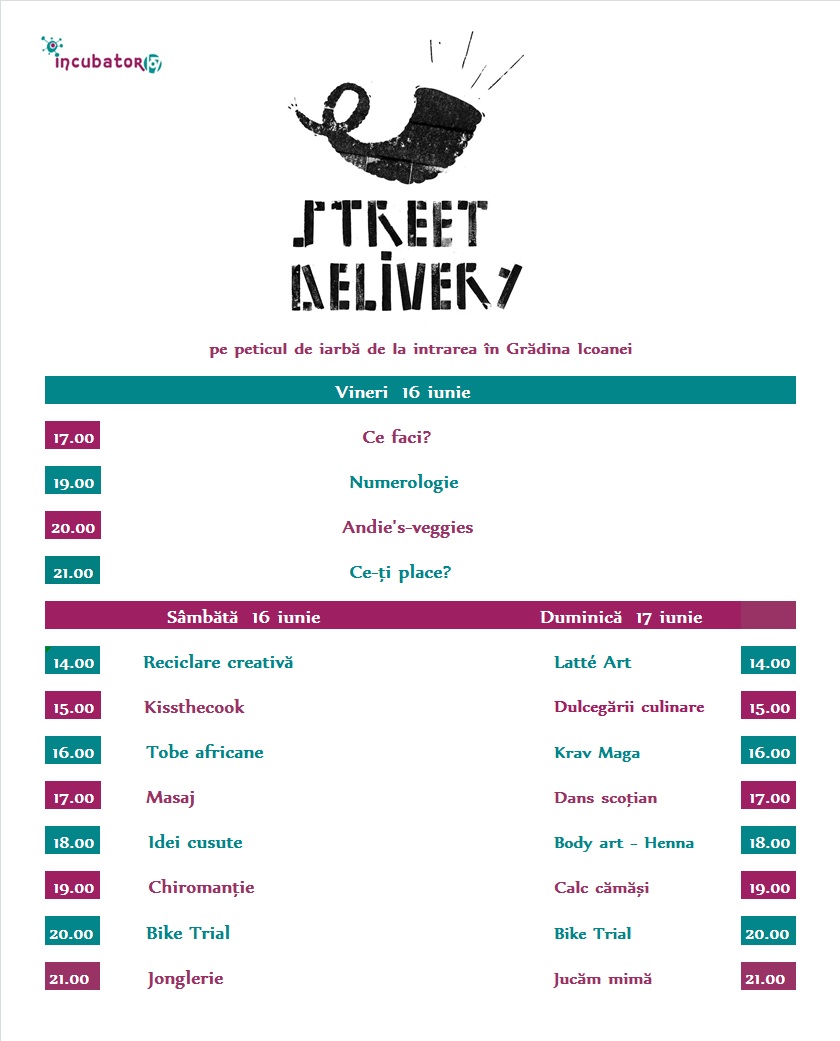 incubator
STREET
DELIVERY
pe peticul de iarbă de la intrarea în Grădina Icoanei
Vineri 16 iunie
17.00 Ce faci?
19.00 Numerologie
20.00 Andie's-veggies
21.00 Ce-ți place?
Sâmbătă 16 iunie Duminică 17 iunie
14.00 Reciclare creativă Latté Art 14.00
15.00 Kissthecook Dulcegării culinare 15.00
16.00 Tobe africane Krav Maga 16.00
17.00 Masaj Dans scoțian 17.00
18.00 Idei cusute Body art - Henna 18.00
19.00 Chiromanție Calc cămăși 19.00
20.00 Bike Trial Bike Trial 20.00
21.00 Jonglerie Jucăm mimă 21.00